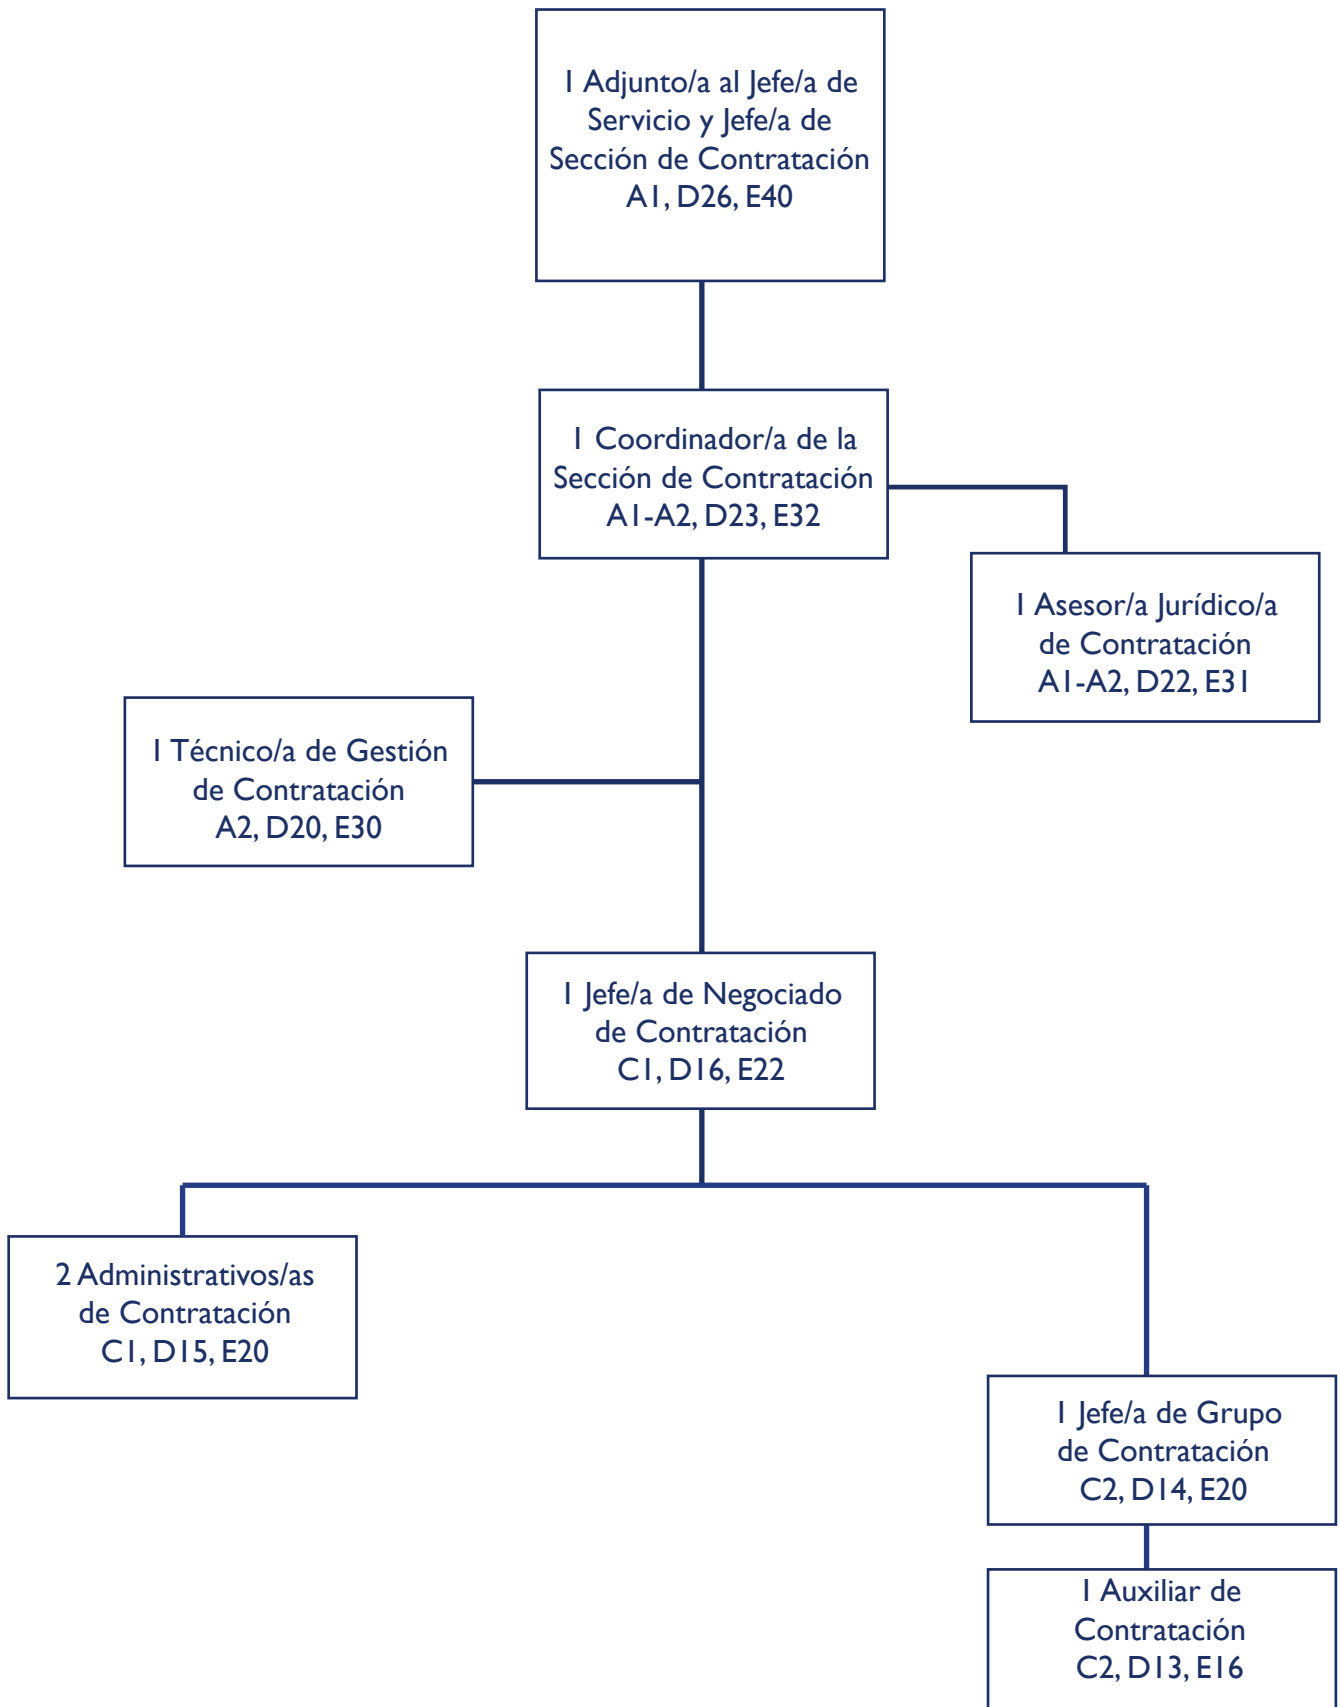 1 Adjunto/a al Jefe/a de
Servicio y Jefe/a de
Sección de Contratación
A1, D26, E40
1 Coordinador/a de la
Sección de Contratación
A1-A2, D23, E32
1 Asesor/a Jurídico/a
de Contratación
A1-A2, D22, E31
1 Técnico/a de Gestión
de Contratación
A2, D20, E30
1 Jefe/a de Negociado
de Contratación
C1, D16, E22
2 Administrativos/as
de Contratación
C1, D15, E20
1 Jefe/a de Grupo
de Contratación
C2, D14, E20
1 Auxiliar de
Contratación
C2, D13, E16